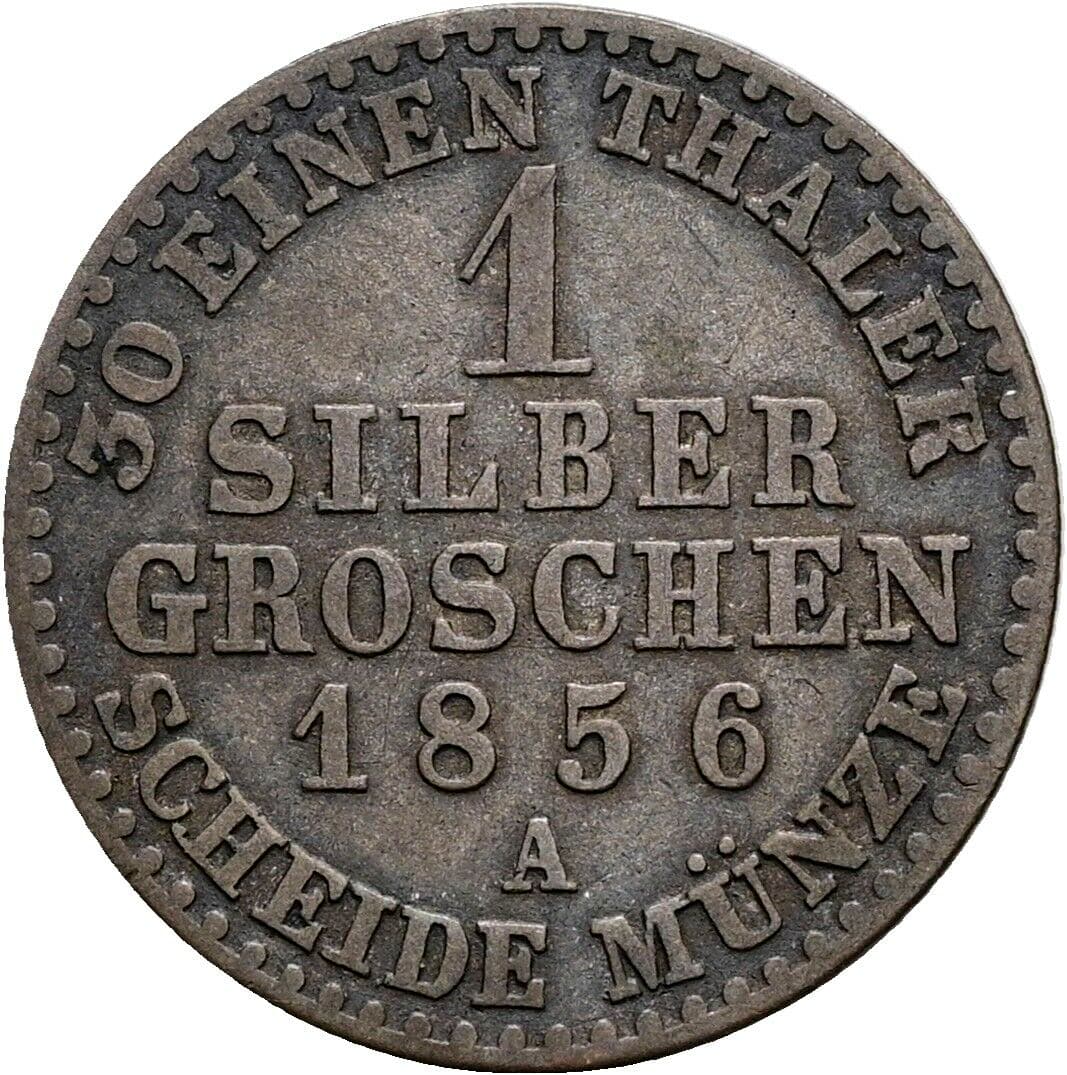 30 EINEN THALER
1
SILBER
GROSCHEN
1856
A
SCHEIDE MÜNZE